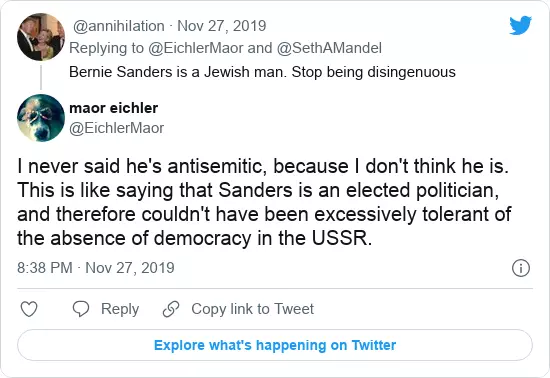 @annihilation · Nov 27, 2019
Replying to @EichlerMaor and @SethAMandel
Bernie Sanders is a Jewish man. Stop being disingenuous
maor eichler
@EichlerMaor
I never said he's antisemitic, because I don't think he is.
This is like saying that Sanders is an elected politician,
and therefore couldn't have been excessively tolerant of
the absence of democracy in the USSR.
8:38 PM · Nov 27, 2019
Reply Copy link to Tweet
Explore what's happening on Twitter